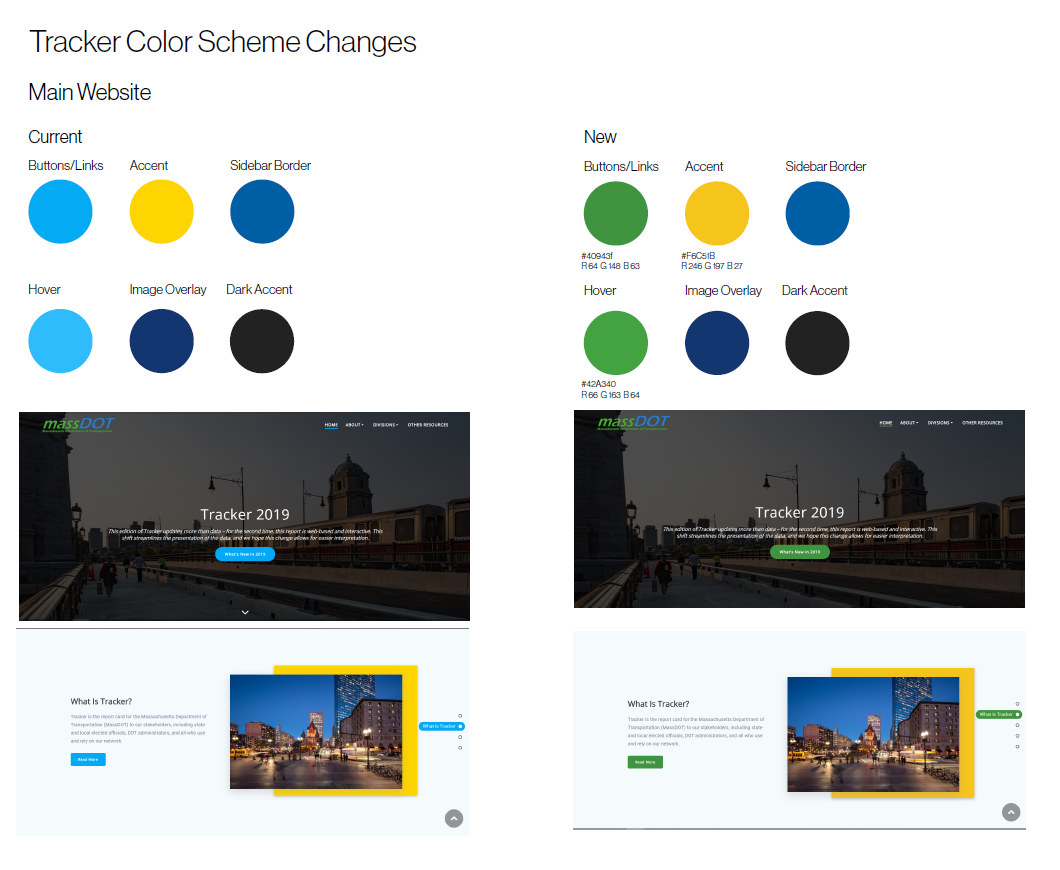 Tracker Color Scheme Changes
Main Website
Current
Buttons/Links Accent Sidebar Border
Hover Image Overlay Dark Accent
massDOT
HOME ABOUT DIVISIONS OTHER RESOURCES
Tracker 2019
This edition of Tracker updates more than data – for the second time, this report is web-based and interactive. This
shift streamlines the presentation of the data, and we hope this change allows for easier interpretation.
What's New in 2019
What Is Tracker?
Tracker is the report card for the Massachusetts Department of
Transportation (MassDOT) to our stakeholders, including state
and local elected officials, DOT administrators, and all who use
and rely on our network.
Read More
What Is Tracker
New
Buttons/Links Accent Sidebar Border
#40943f #F6C51B
R 64 G 148 B 63 R 246 G 197 B 27
Hover Image Overlay Dark Accent
#42A340
R 66 G 163 B 64
massDOT
HOME ABOUT DIVISIONS OTHER RESOURCES
Tracker 2019
This edition of Tracker updates more than data – for the second time, this report is web-based and interactive. This
shift streamlines the presentation of the data, and we hope this change allows for easier interpretation.
What's New in 2019
What Is Tracker?
Tracker is the report card for the Massachusetts Department of
Transportation (MassDOT) to our stakeholders, including state
and local elected officials, DOT administrators, and all who use
and rely on our network.
Read More
What Is Tracker